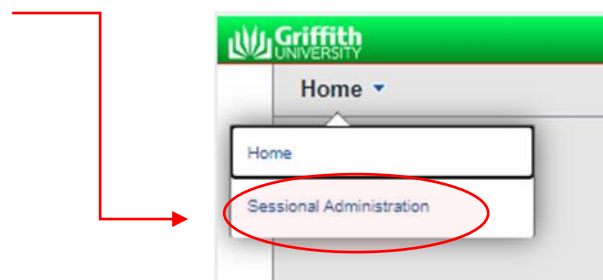 Griffith
UNIVERSITY
Home
Home
Sessional Administration